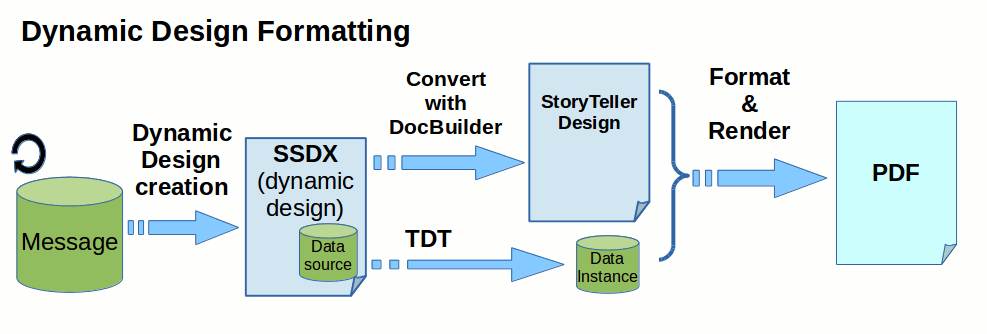 Dynamic Design Formatting
Message
Dynamic
Design
creation
SSDX
(dynamic
design)
Data
source
Convert
with
DocBuilder
TDT
StoryTeller
Design
Data
Instance
Format
&
Render
PDF